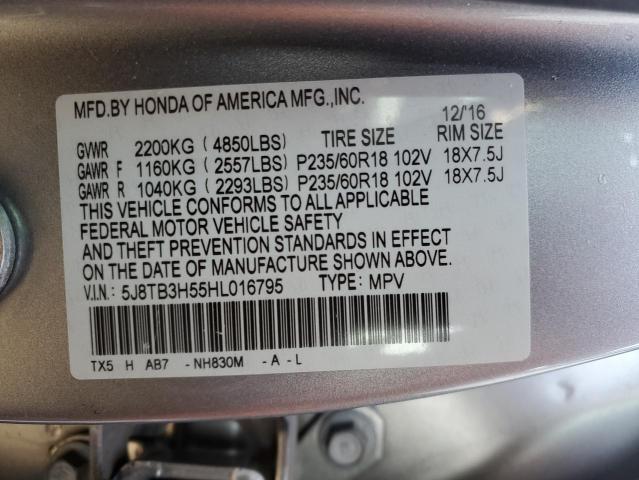 MFD.BY HONDA OF AMERICA MFG.,INC. 12/'16
GVWR 2200KG ( 4850LBS) TIRE SIZE RIM SIZE
GAWR F 1160KG ( 2557LBS) P235/60R18 102V 18X7.5J
GAWR R 1040KG ( 2293LBS) P235/60R18 102V 18X7.5J
THIS VEHICLE CONFORMS TO ALL APPLICABLE
FEDERAL MOTOR VEHICLE SAFETY
AND THEFT PREVENTION STANDARDS IN EFFECT
ON THE DATE OF MANUFACTURE SHOWN ABOVE.
V.I.N.: 5J8TB3H55HL016795 TYPE: MPV
TX5 H AB7 - NH830M - A - L